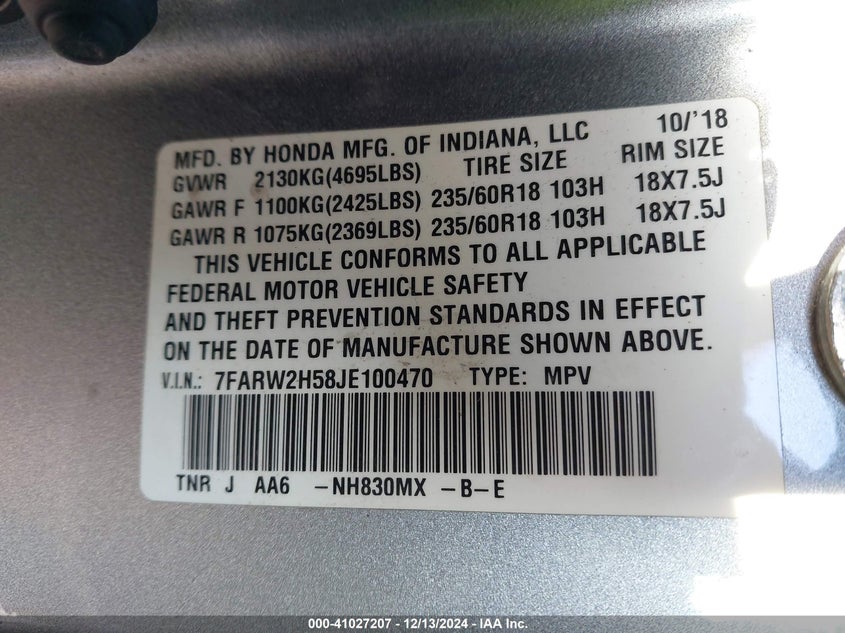 MFD. BY HONDA MFG. OF INDIANA, LLC 10/'18
GVWR 2130KG(4695LBS) TIRE SIZE RIM SIZE
GAWR F 1100KG(2425LBS) 235/60R18 103H 18X7.5J
GAWR R 1075KG(2369LBS) 235/60R18 103H 18X7.5J
THIS VEHICLE CONFORMS TO ALL APPLICABLE
FEDERAL MOTOR VEHICLE SAFETY
AND THEFT PREVENTION STANDARDS IN EFFECT
ON THE DATE OF MANUFACTURE SHOWN ABOVE.
V.I.N.: 7FARW2H58JE100470 TYPE: MPV
TNR J AA6 -NH830MX -B-E
000-41027207 - 12/13/2024 - IAA Inc.